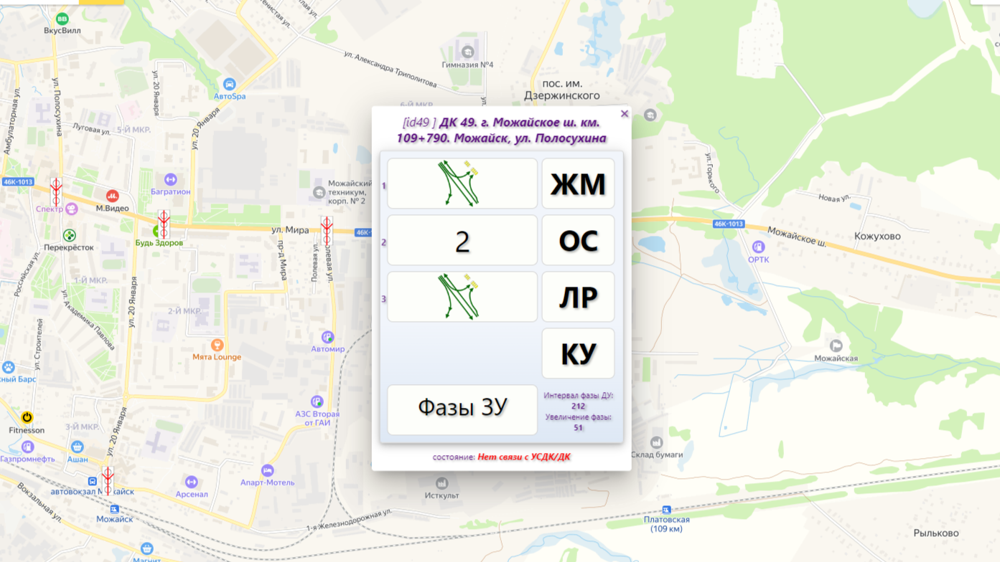 ВкусВилл
ул. Полосухина
Амбулаторная ул.
ул. 20 Января
АвтоSpa
ул. Александра Триполитова
Гимназия №4
пос. им.
Дзержинского
6-Й МКР.
Луговая ул.
5-Й МКР.
ул. 20 Января
46К-1013
Спектр
М.Видео
Багратион
Можайский
техникум,
корп. № 2
Перекрёсток
Будь Здоров
ул. Мира
46К-
Российская ул.
1-Й МКР.
пр-д Мира
Полевая ул.
олевая ул.
ул. Академика Павлова
ул. 20 Января
2-Й МКР.
ул. Строителей
Мята Lounge
Автомир
ный Барс
Fitnesson
3-Й МКР.
АЗС Вторая
от ГАИ
Газпромнефть
Ашан
ул. 20 Января
автовокзал М
жайск
Арсенал
Апарт-Мотель
Вокзальная ул.
Можайск
Магнит
1-я Железнодорожная ул.
×
[id49 ] ДК 49. г. Можайское ш. км.
109+790. Можайск, ул. Полосухина
1
ЖМ
2
2
ОС
3
ЛР
КУ
Фазы ЗУ
Интервал фазы ДУ:
212
Увеличение фазы:
51
состояние: Нет связи с УСДК/ДК
Исткульт
Склад бумаги
Платовская
(109 км)
Рыльково
ул. Горького
46К-1013
Новая ул.
Можайское ш.
Кожухово
ОРТК
Можайская